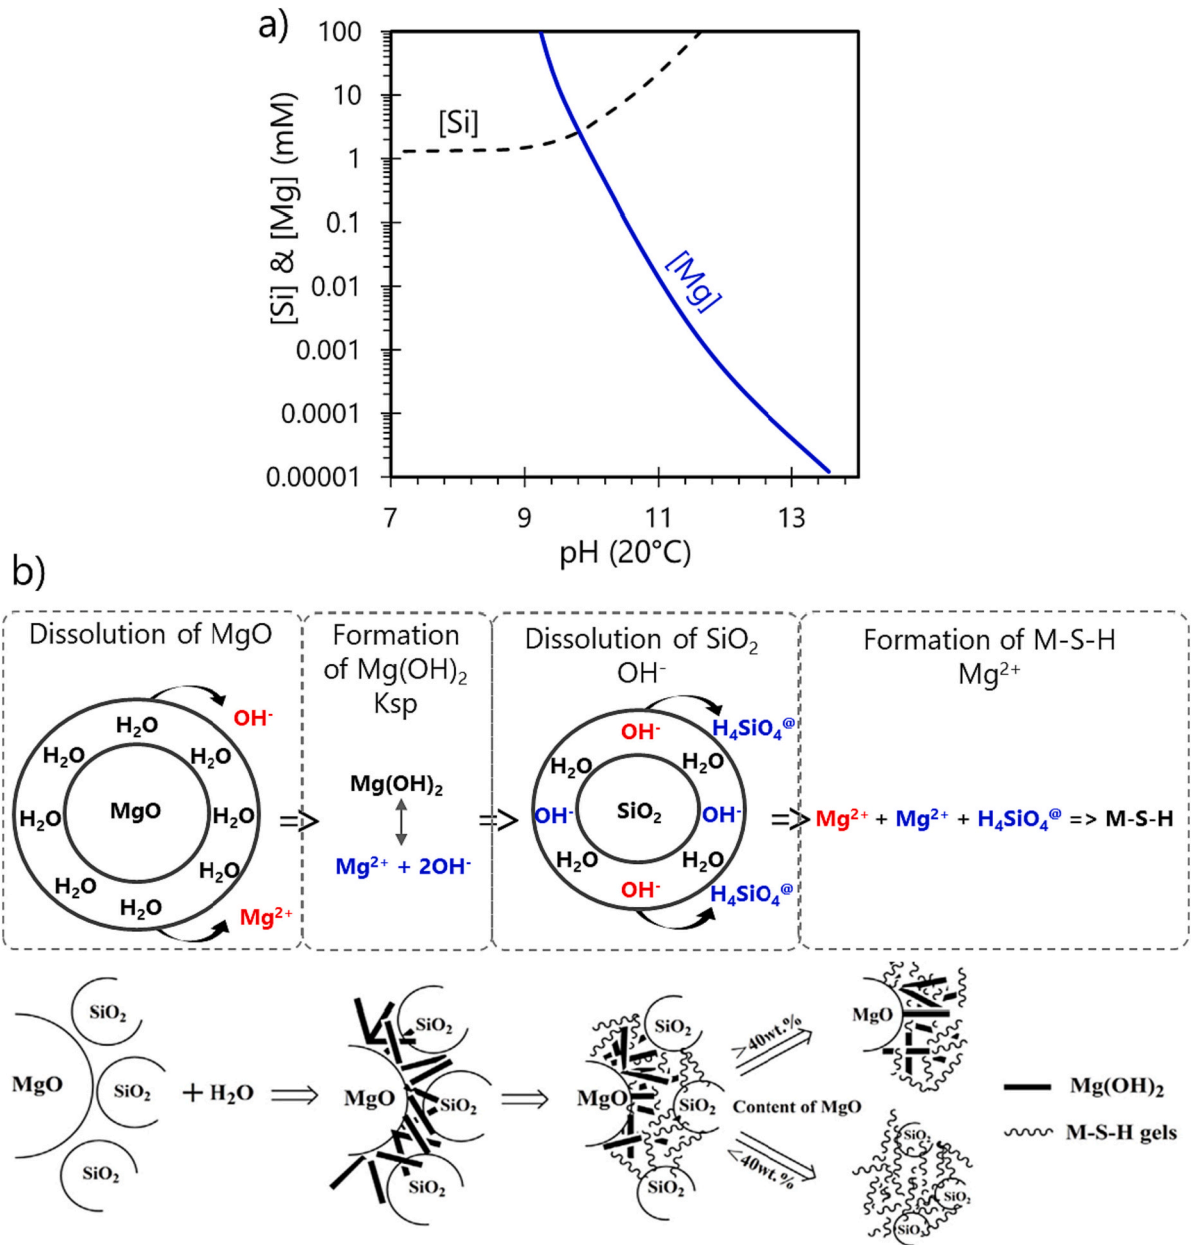 a)
100
10
1
0.1
0.01
0.001
0.0001
0.00001
[Si] & [Mg] (mM)
[Si]
[Mg]
7 9 11 13
pH (20°C)
b)
Dissolution of MgO
H₂O
OH⁻
H₂O
H₂O
MgO
H₂O
H₂O
H₂O
H₂O
H₂O
Mg²⁺
=>
Formation
of Mg(OH)₂
Ksp
Mg(OH)₂
Mg²⁺ + 2OH⁻
=>
Dissolution of SiO₂
OH⁻
OH⁻
H₄SiO₄@
H₂O
H₂O
OH⁻
SiO₂
OH⁻
H₂O
H₂O
OH⁻
H₄SiO₄@
=>
Formation of M-S-H
Mg²⁺
Mg²⁺ + Mg²⁺ + H₄SiO₄@ => M-S-H
SiO₂
MgO
SiO₂
SiO₂
+ H₂O
SiO₂
MgO
SiO₂
SiO₂
SiO₂
MgO
SiO₂
SiO₂
>40wt.%
Content of MgO
<40wt.%
MgO
SiO₂
SiO₂
SiO₂
Mg(OH)₂
M-S-H gels